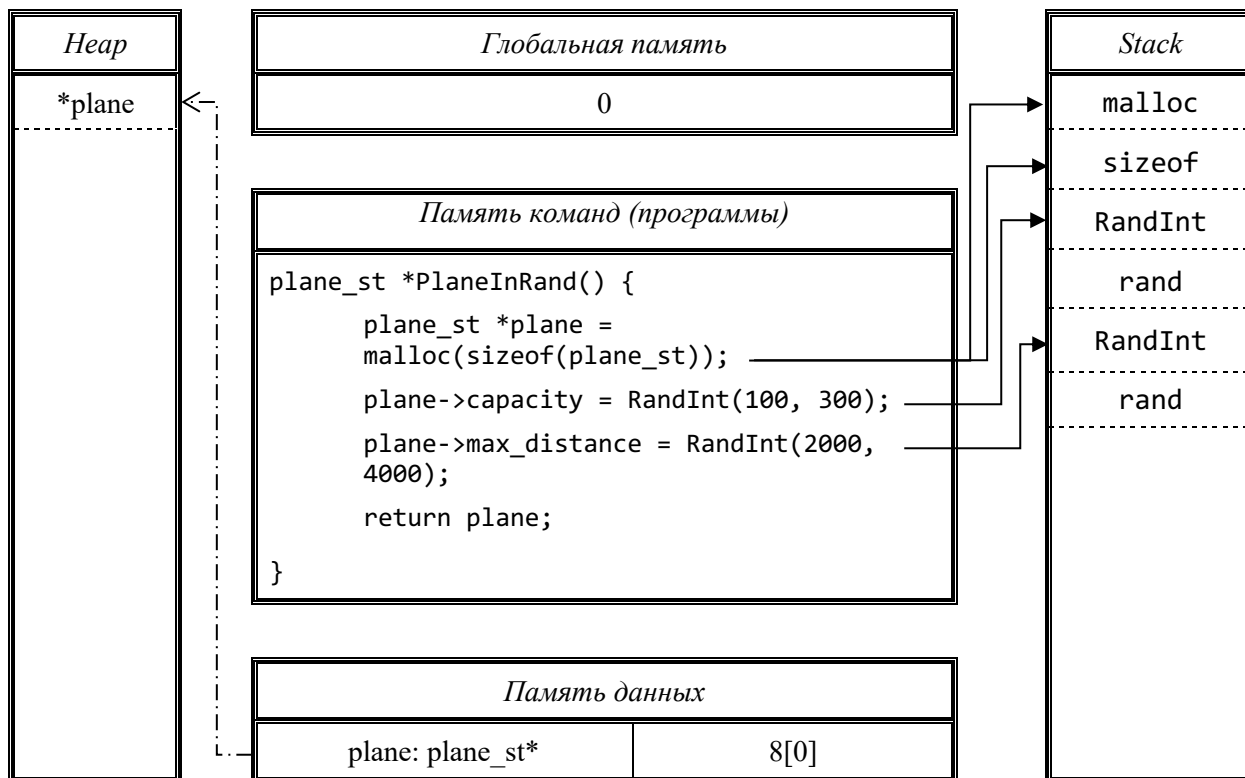 Heap
*plane
Глобальная память
0
Память команд (программы)
plane_st *PlaneInRand() {
plane_st *plane =
malloc(sizeof(plane_st));
plane->capacity = RandInt(100, 300);
plane->max_distance = RandInt(2000,
4000);
return plane;
}
Память данных
plane: plane_st*
8[0]
Stack
malloc
sizeof
RandInt
rand
RandInt
rand